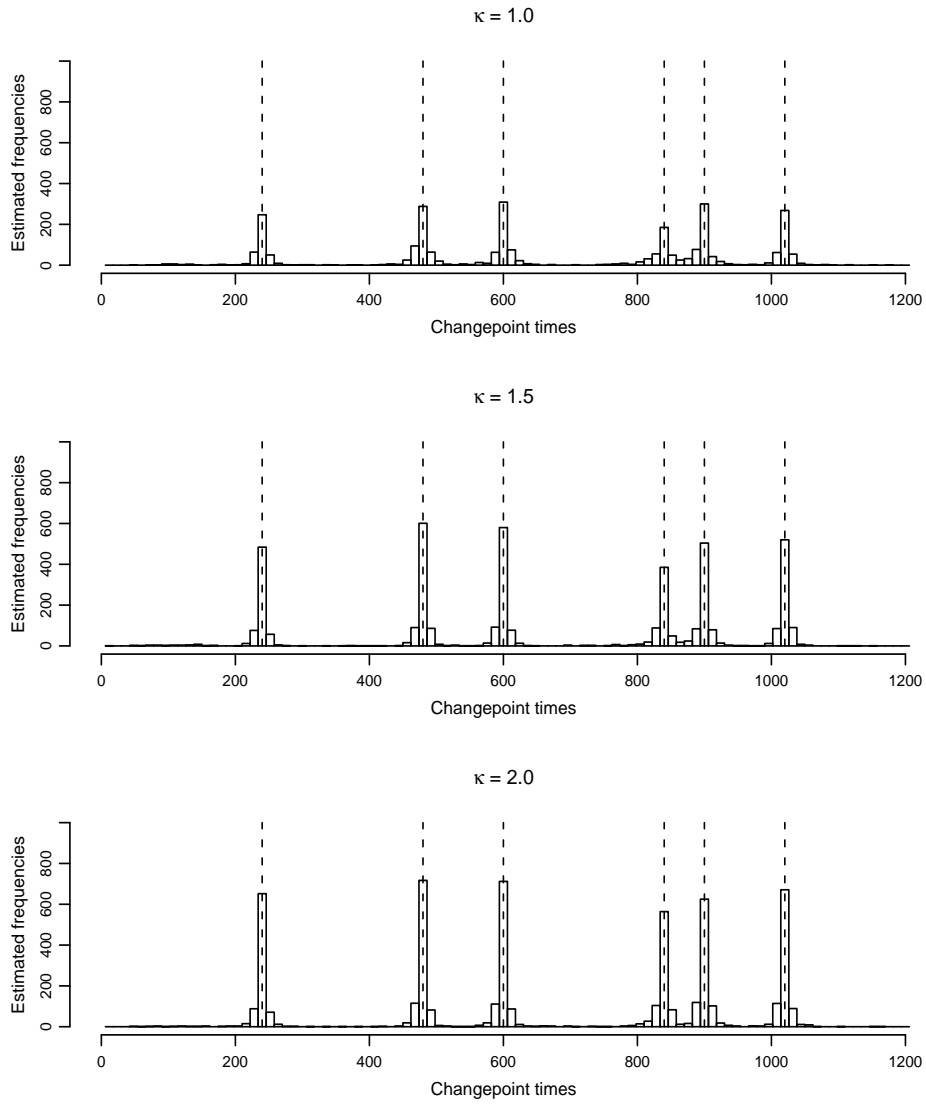 κ = 1.0
Estimated frequencies
0 200 400 600 800
0 200 400 600 800 1000 1200
Changepoint times
κ = 1.5
Estimated frequencies
0 200 400 600 800
0 200 400 600 800 1000 1200
Changepoint times
κ = 2.0
Estimated frequencies
0 200 400 600 800
0 200 400 600 800 1000 1200
Changepoint times